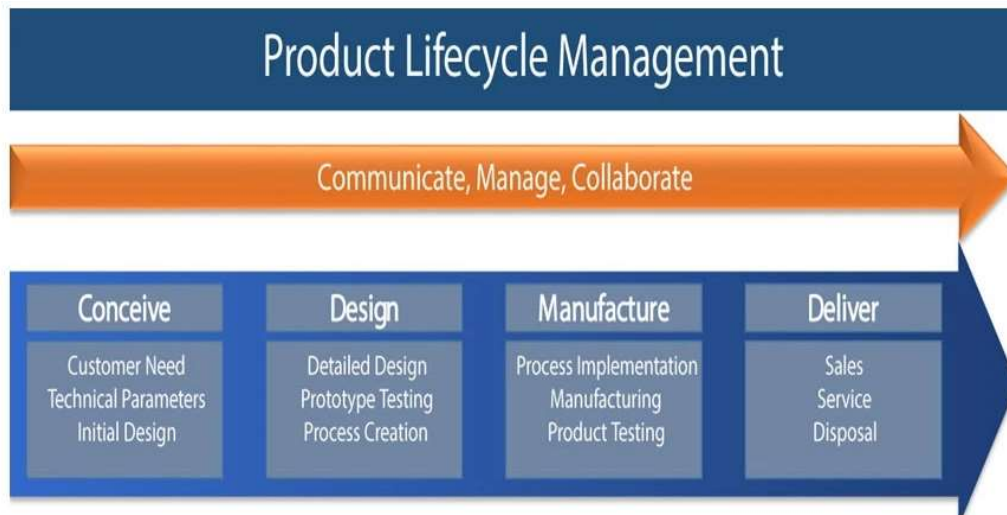 Product Lifecycle Management
Communicate, Manage, Collaborate
Conceive
Customer Need
Technical Parameters
Initial Design
Design
Detailed Design
Prototype Testing
Process Creation
Manufacture
Process Implementation
Manufacturing
Product Testing
Deliver
Sales
Service
Disposal